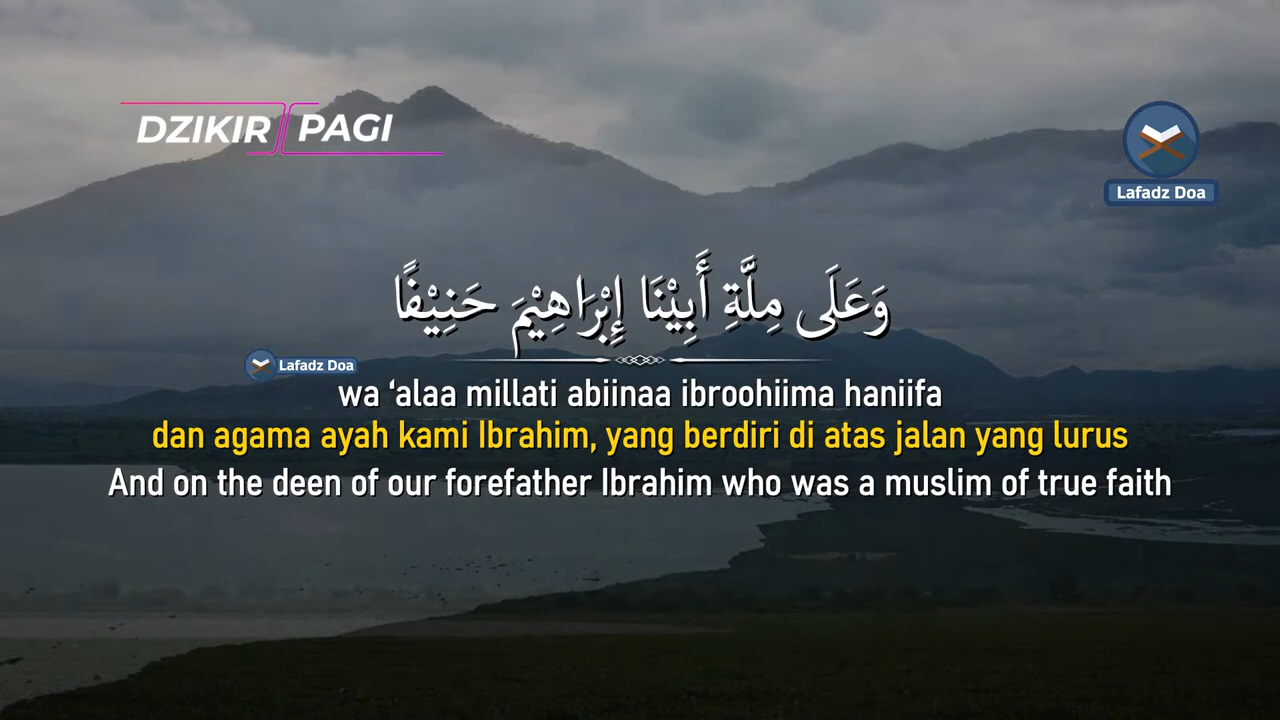 DZIKIR PAGI
Lafadz Doa
وَعَلَى مِلَّةِ أَبِيْنَا إِبْرَاهِيْمَ حَنِيْفًا
Lafadz Doa
wa ‘alaa millati abiinaa ibroohiima haniifa
dan agama ayah kami Ibrahim, yang berdiri di atas jalan yang lurus
And on the deen of our forefather Ibrahim who was a muslim of true faith